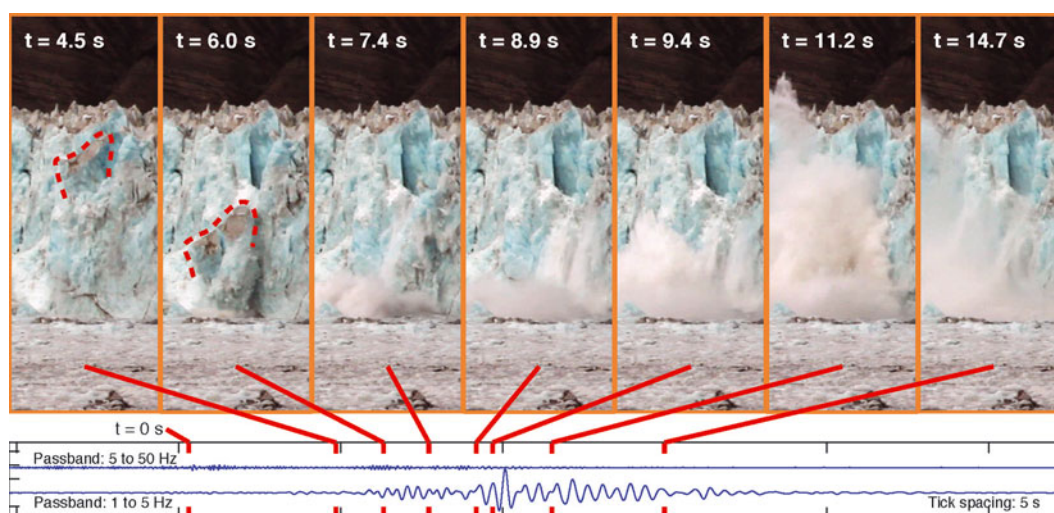 t = 4.5 s
t = 6.0 s
t = 7.4 s
t = 8.9 s
t = 9.4 s
t = 11.2 s
t = 14.7 s
t = 0 s
Passband: 5 to 50 Hz
Passband: 1 to 5 Hz
Tick spacing: 5 s